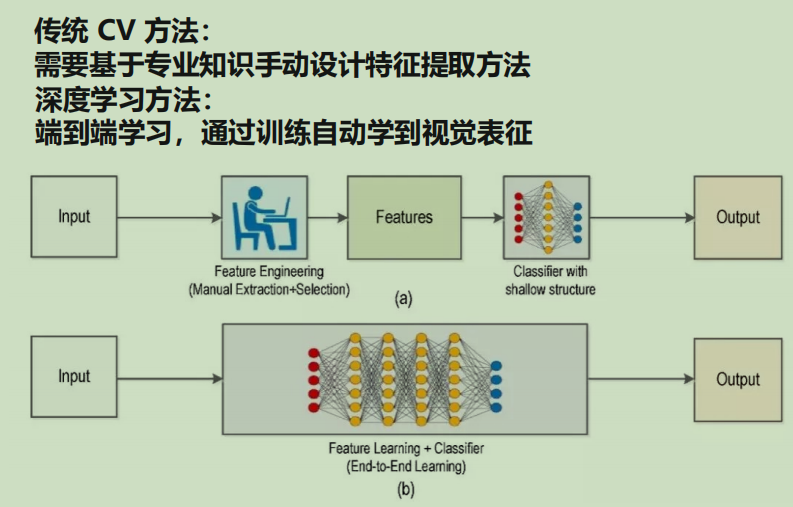 传统 CV 方法：
需要基于专业知识手动设计特征提取方法
深度学习方法：
端到端学习，通过训练自动学到视觉表征
Input
Features
Output
Feature Engineering
(Manual Extraction+Selection)
Classifier with
shallow structure
(a)
Input
Output
Feature Learning + Classifier
(End-to-End Learning)
(b)